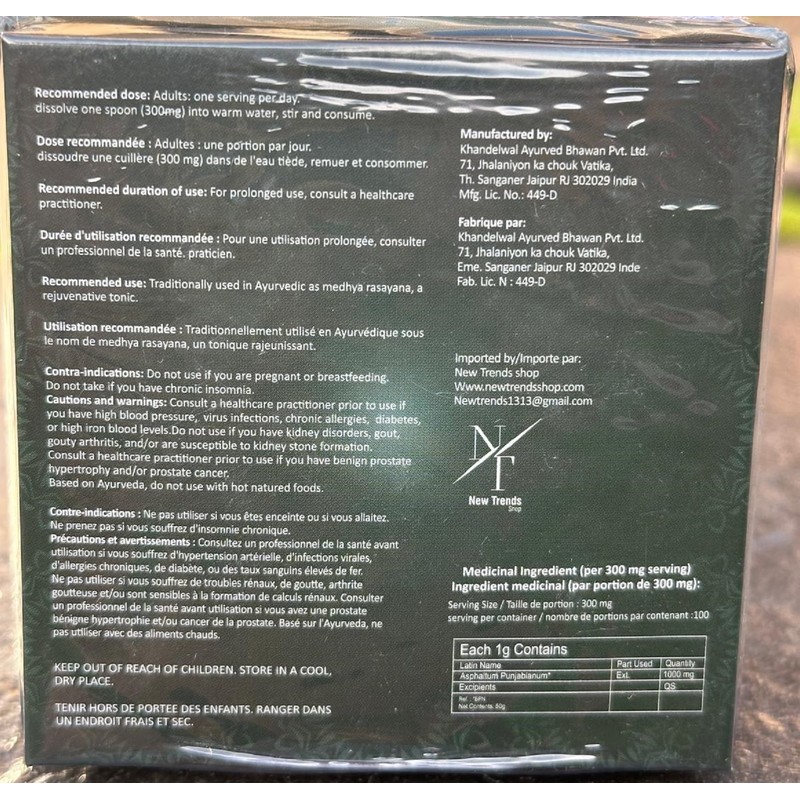 Recommended dose: Adults: one serving per day.
dissolve one spoon (300mg) into warm water, stir and consume.
Dose recommandée : Adultes : une portion par jour.
dissoudre une cuillère (300 mg) dans de l'eau tiède, remuer et consommer.
Recommended duration of use: For prolonged use, consult a healthcare
practitioner.
Durée d'utilisation recommandée : Pour une utilisation prolongée, consulter
un professionnel de la santé. praticien.
Recommended use: Traditionally used in Ayurvedic as medhya rasayana, a
rejuvenative tonic.
Utilisation recommandée : Traditionnellement utilisé en Ayurvédique sous
le nom de medhya rasayana, un tonique rajeunissant.
Contra-indications: Do not use if you are pregnant or breastfeeding.
Do not take if you have chronic insomnia.
Cautions and warnings: Consult a healthcare practitioner prior to use if
you have high blood pressure, virus infections, chronic allergies, diabetes,
or high iron blood levels.Do not use if you have kidney disorders, gout,
gouty arthritis, and/or are susceptible to kidney stone formation.
Consult a healthcare practitioner prior to use if you have benign prostate
hypertrophy and/or prostate cancer.
Based on Ayurveda, do not use with hot natured foods.
Contre-indications : Ne pas utiliser si vous êtes enceinte ou si vous allaitez.
Ne prenez pas si vous souffrez d'insomnie chronique.
Précautions et avertissements : Consultez un professionnel de la santé avant
utilisation si vous souffrez d'hypertension artérielle, d'infections virales,
d'allergies chroniques, de diabète, ou des taux sanguins élevés de fer.
Ne pas utiliser si vous souffrez de troubles rénaux, de goutte, arthrite
goutteuse et/ou sont sensibles à la formation de calculs rénaux. Consulter
un professionnel de la santé avant utilisation si vous avez une prostate
bénigne hypertrophie et/ou cancer de la prostate. Basé sur l'Ayurveda, ne
pas utiliser avec des aliments chauds.
KEEP OUT OF REACH OF CHILDREN. STORE IN A COOL,
DRY PLACE.
TENIR HORS DE PORTEE DES ENFANTS. RANGER DANS
UN ENDROIT FRAIS ET SEC.
Manufactured by:
Khandelwal Ayurved Bhawan Pvt. Ltd.
71, Jhalaniyon ka chouk Vatika,
Th. Sanganer Jaipur RJ 302029 India
Mfg. Lic. No.: 449-D
Fabrique par:
Khandelwal Ayurved Bhawan Pvt. Ltd.
71, Jhalaniyon ka chouk Vatika,
Eme. Sanganer Jaipur RJ 302029 Inde
Fab. Lic. N : 449-D
Imported by/Importe par:
New Trends shop
Www.newtrendsshop.com
Newtrends1313@gmail.com
NT
New Trends
Shop
Medicinal Ingredient (per 300 mg serving)
Ingredient medicinal (par portion de 300 mg):
Serving Size / Taille de portion : 300 mg
serving per container / nombre de portions par contenant :100
Each 1g Contains
Latin Name Part Used Quantity
Asphaltum Punjabianum* Ext. 1000 mg
Excipients QS
Net Contents: 50g